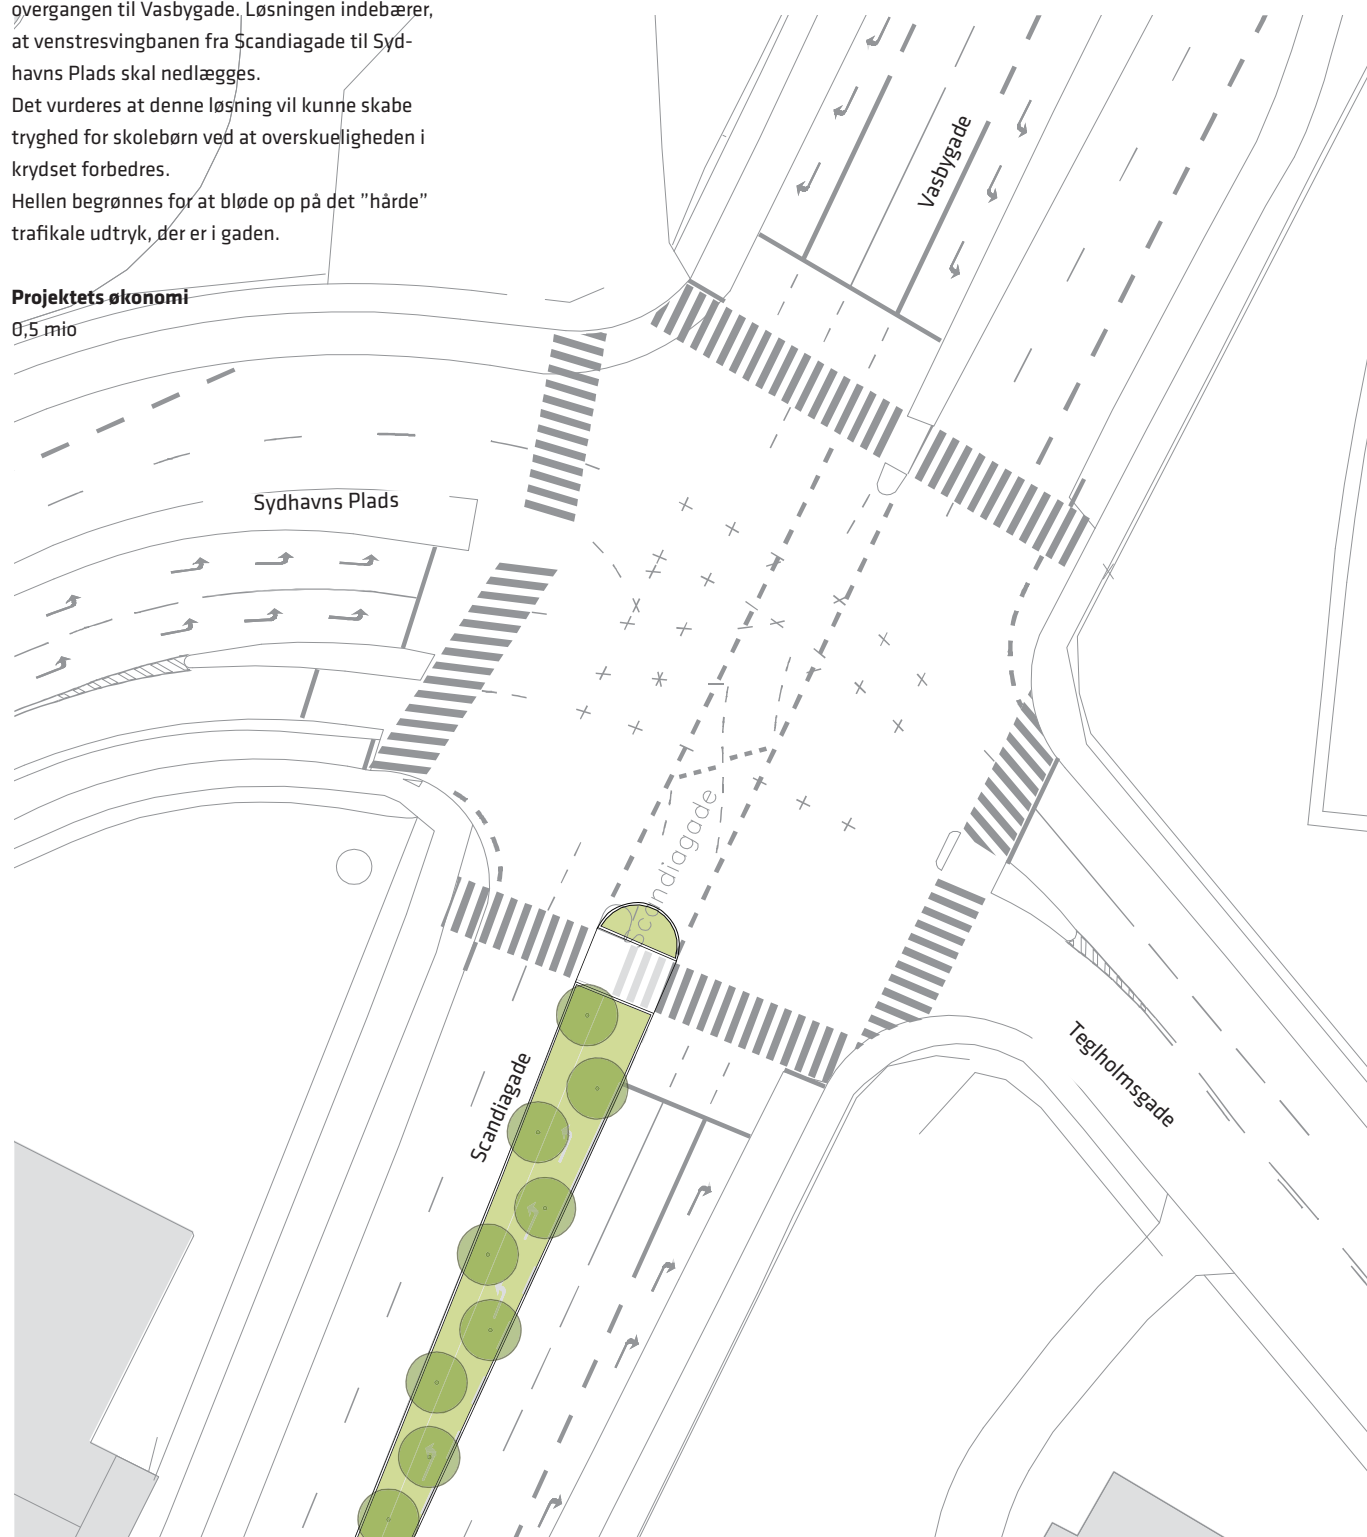 overgangen til Vasbygade. Løsningen indebærer,
at venstresvingbanen fra Scandiagade til Syd-
havns Plads skal nedlægges.
Det vurderes at denne løsning vil kunne skabe
tryghed for skolebørn ved at overskueligheden i
krydset forbedres.
Hellen begrønnes for at bløde op på det ”hårde”
trafikale udtryk, der er i gaden.
Projektets økonomi
0,5 mio
Vasbygade
Sydhavns Plads
Scandiagade
Scandiagade
Teglholmsgade